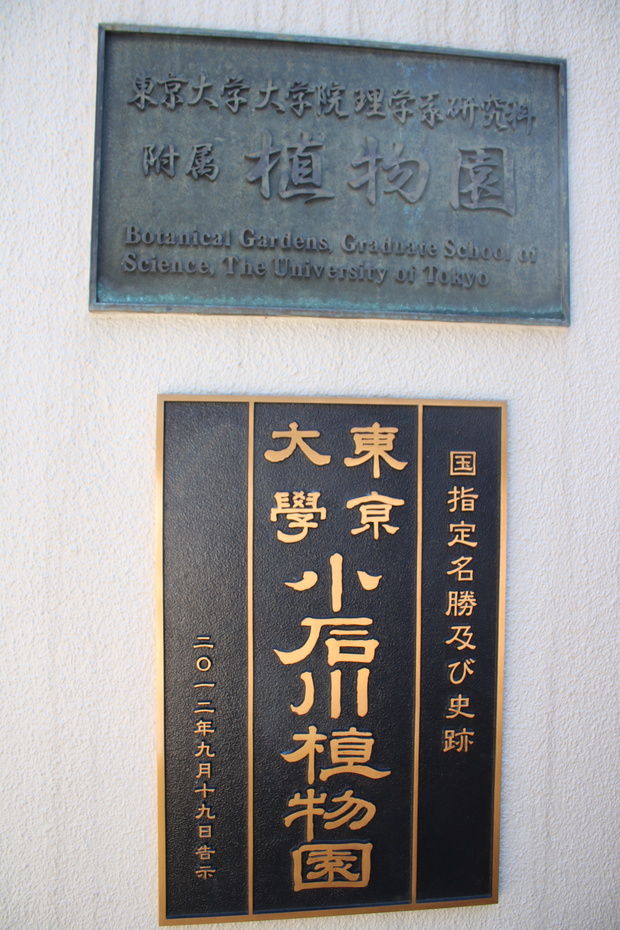 東京大学大学院理学系研究科
附属 植物園
Botanical Gardens, Graduate School of
Science, The University of Tokyo
国指定名勝及び史跡
東京
大學
小石川植物園
二〇一二年九月十九日告示